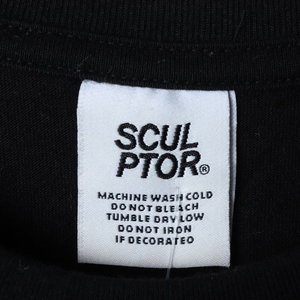 SCUL
PTOR®
MACHINE WASH COLD
DO NOT BLEACH
TUMBLE DRY LOW
DO NOT IRON
IF DECORATED